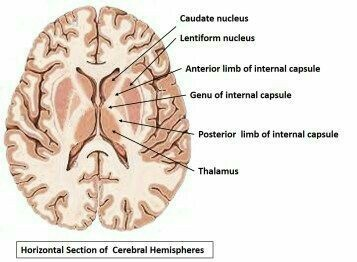 Caudate nucleus
Lentiform nucleus
Anterior limb of internal capsule
Genu of internal capsule
Posterior limb of internal capsule
Thalamus
Horizontal Section of Cerebral Hemispheres